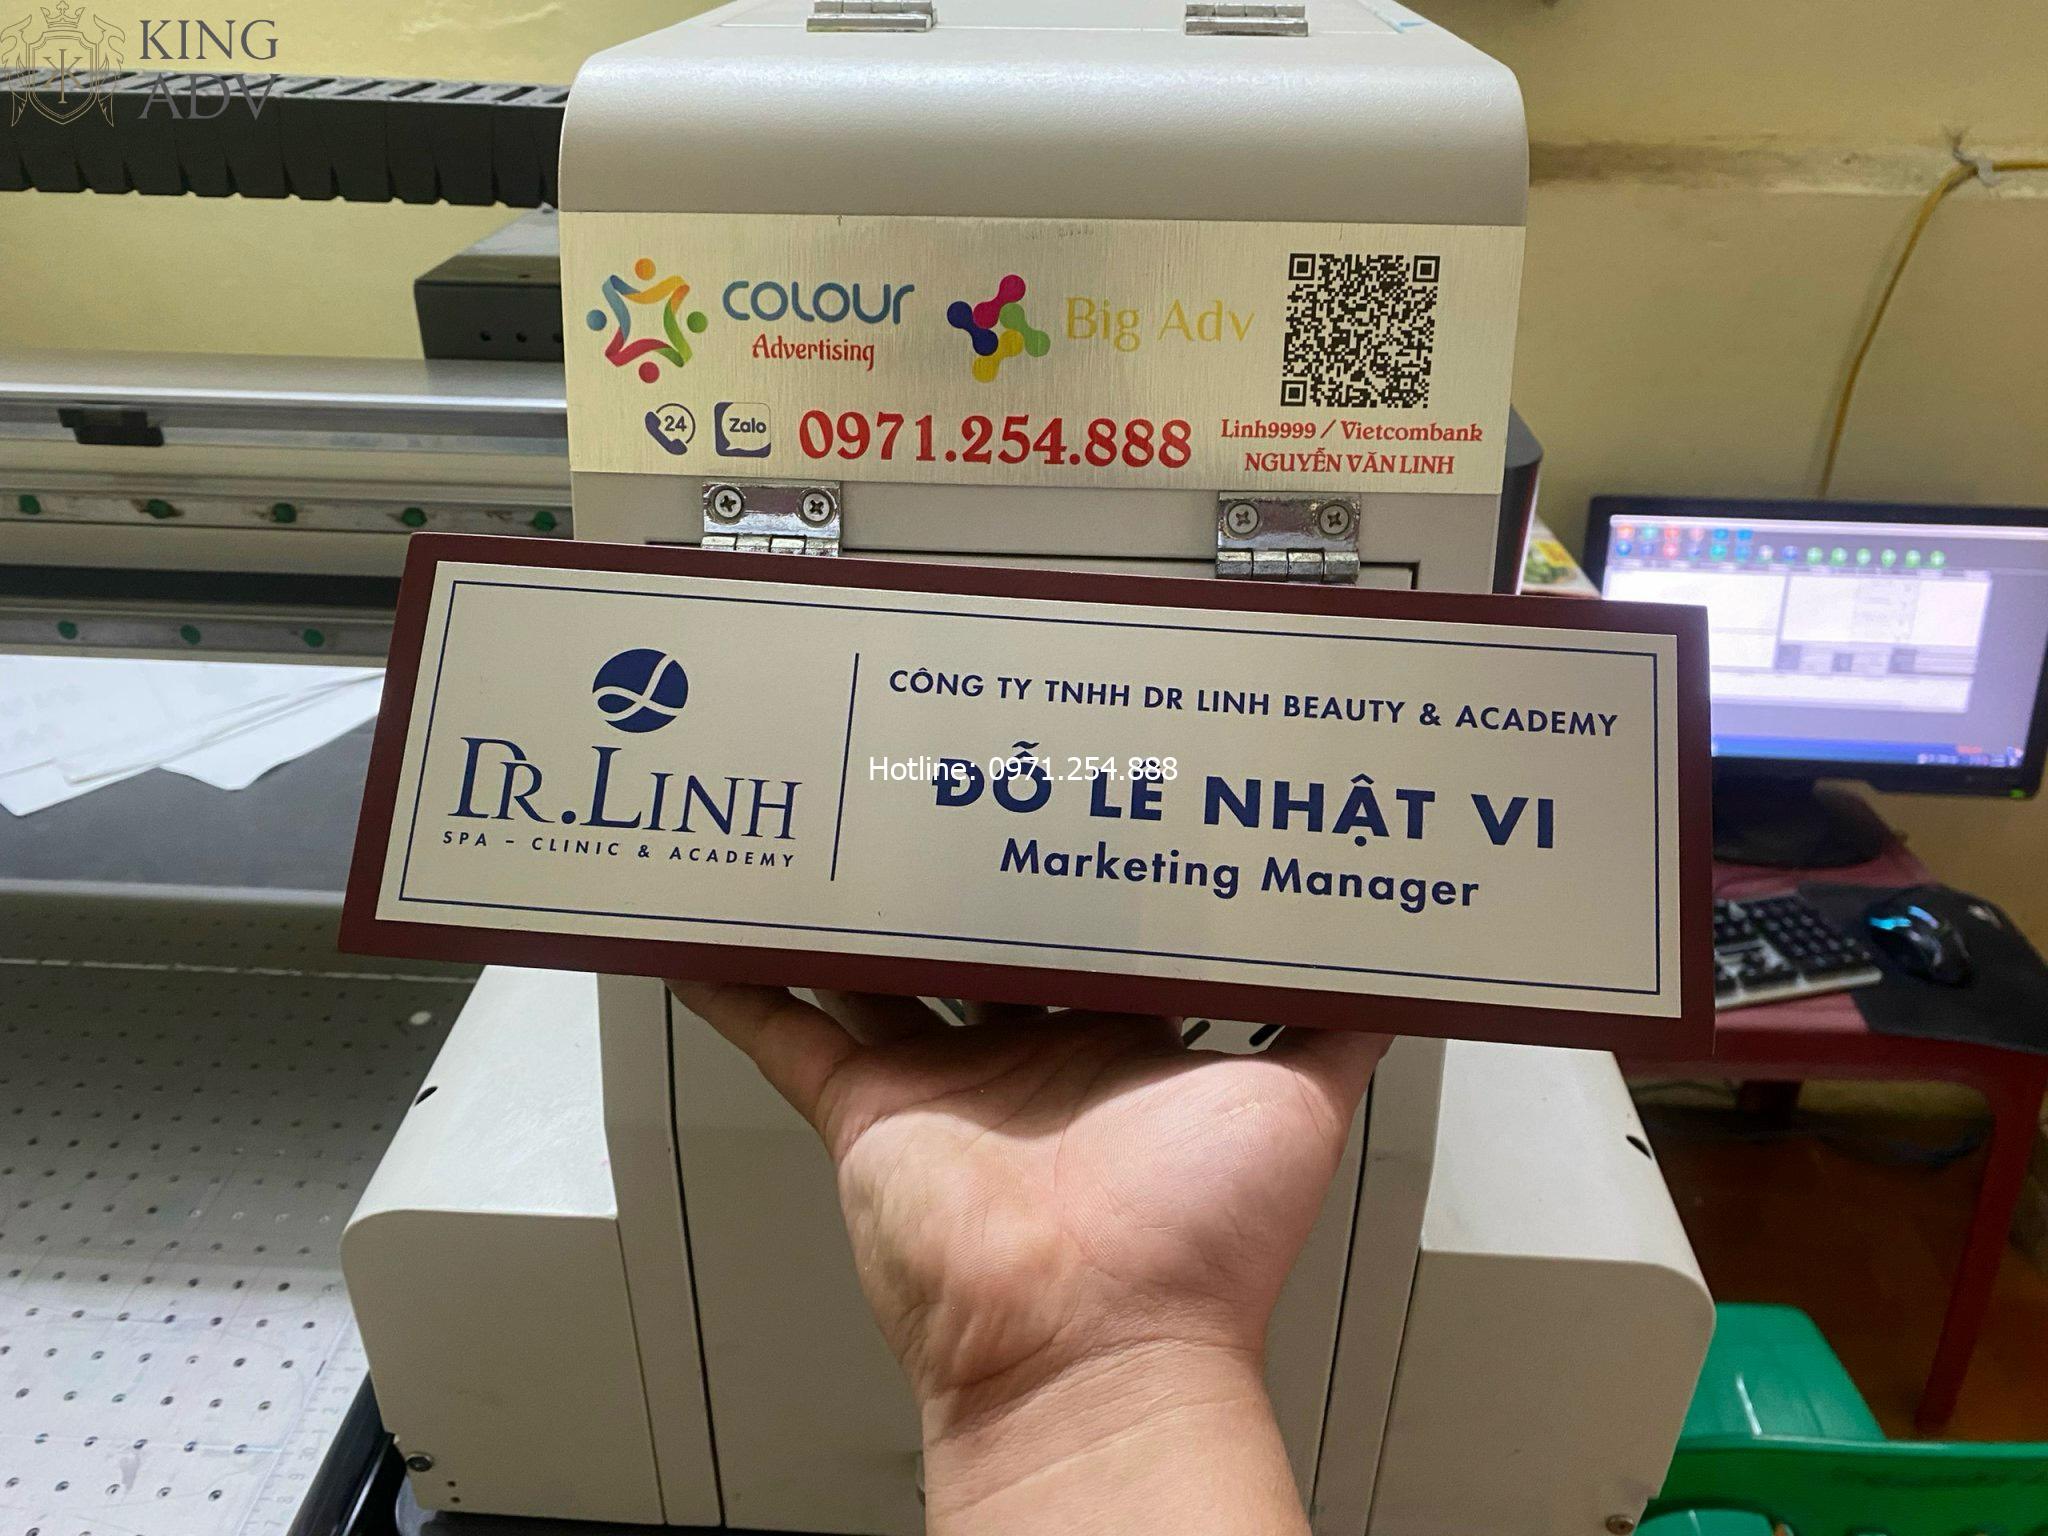 KING
ADV
COLOUR
Advertising
Big Adv
24
Zalo
0971.254.888
Linh9999 / Vietcombank
NGUYỄN VĂN LINH
DR.LINH
SPA - CLINIC & ACADEMY
CÔNG TY TNHH DR LINH BEAUTY & ACADEMY
Hotline: 0971.254.888
ĐỖ LÊ NHẬT VI
Marketing Manager